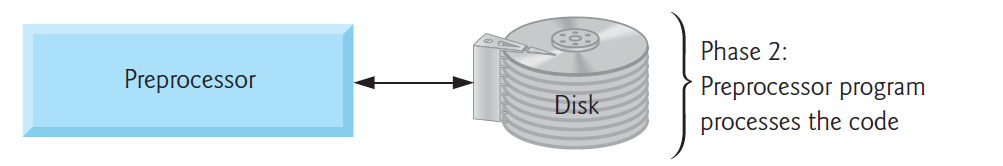 Preprocessor
Disk
Phase 2:
Preprocessor program
processes the code